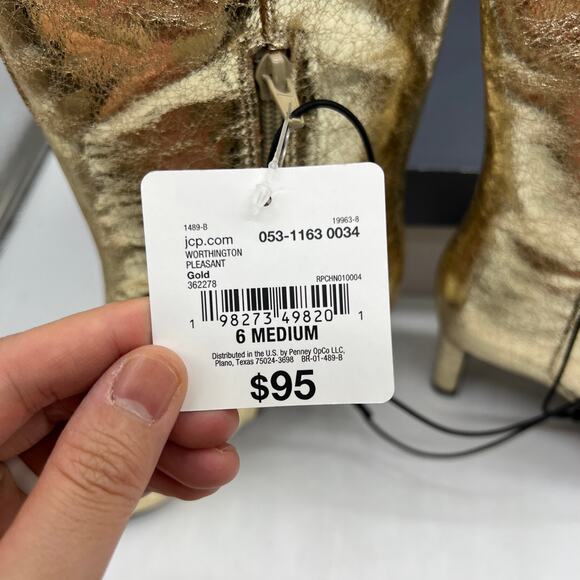 1489-B 19963-8
jcp.com 053-1163 0034
WORTHINGTON
PLEASANT
Gold
362278 RPCHN010004
1 98273 49820 1
6 MEDIUM
Distributed in the U.S. by Penney OpCo LLC,
Plano, Texas 75024-3698 BR-01-489-B
$95